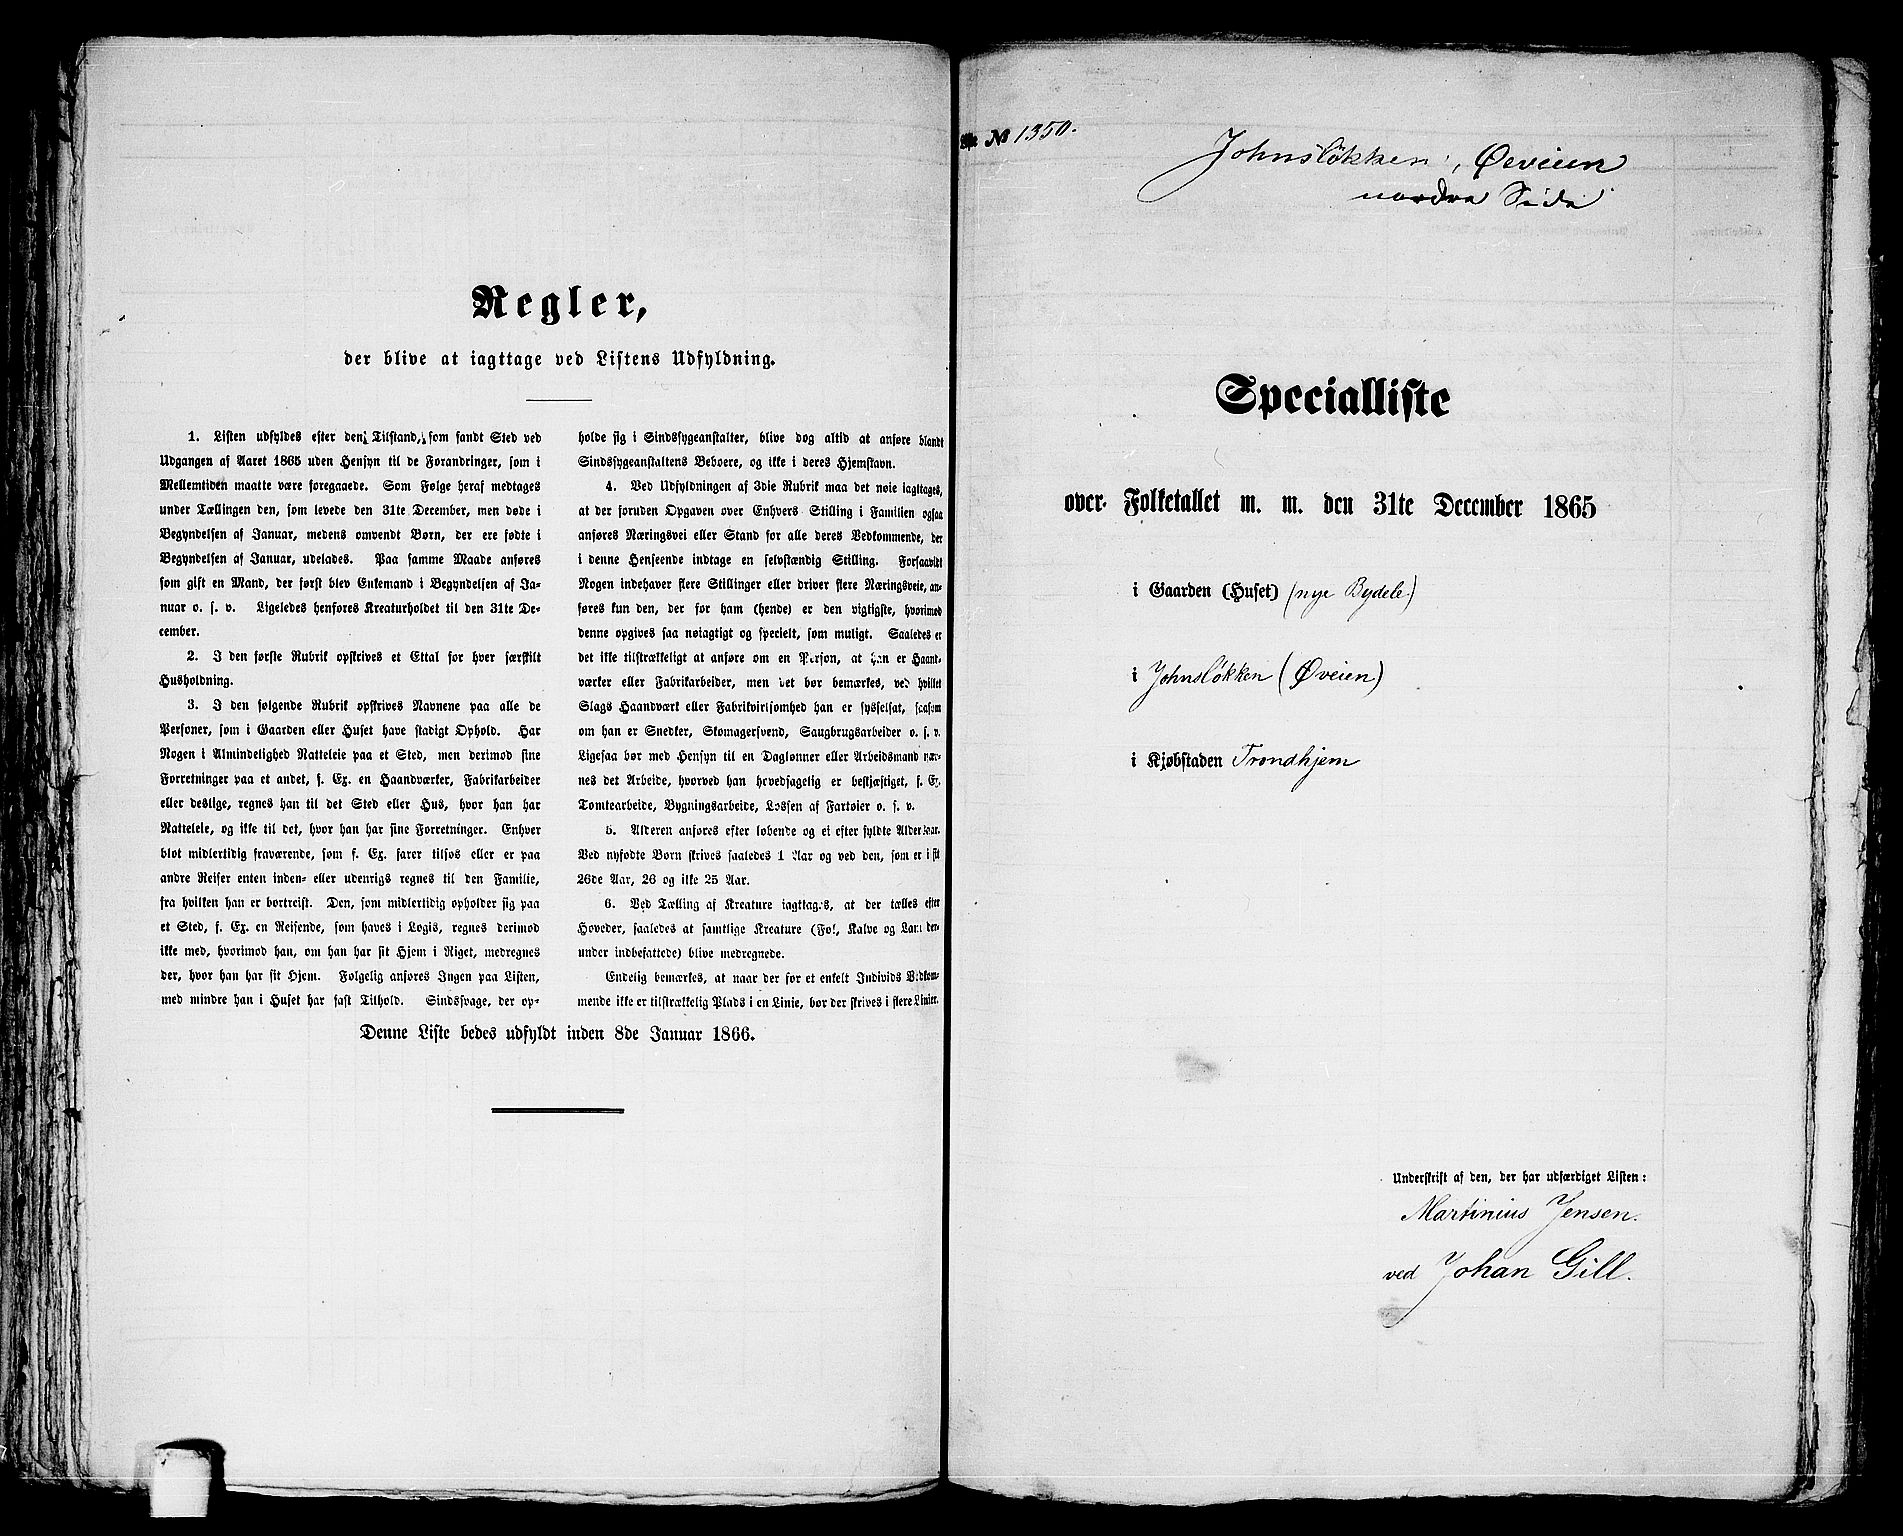 Regler,
der blive at iagttage ved Listens Udfyldning.
1. Listen udfyldes efter den Tilstand, som fandt Sted ved
Udgangen af Aaret 1865 uden Hensyn til de Forandringer, som i
Mellemtiden maatte være foregaaede. Som Følge heraf medtages
under Tællingen den, som levede den 31te December, men døde i
Begyndelsen af Januar, medens omvendt Børn, der ere fødte i
Begyndelsen af Januar, udelades. Paa samme Maade anføres
som gift en Mand, der først blev Enkemand i Begyndelsen af Ja-
nuar o. s. v. Ligeledes henføres Kreaturholdet til den 31te De-
cember.
2. I den første Rubrik opskrives et Ettal for hver særskilt
Husholdning.
3. I den følgende Rubrik opskrives Navnene paa alle de
Personer, som i Gaarden eller Huset have stadigt Ophold. Har
Nogen i Almindelighed Natteleie paa et Sted, men derimod sine
Forretninger paa et andet, f. Ex. en Haandværker, Fabrikarbeider
eller deslige, regnes han til det Sted eller Hus, hvor han har
Natteleie, og ikke til det, hvor han har sine Forretninger. Enhver
blot midlertidig fraværende, som f. Ex. farer tilsøs eller er paa
andre Reiser enten inden- eller udenrigs regnes til den Familie,
fra hvilken han er bortreist. Den, som midlertidig opholder sig paa
et Sted, f. Ex. en Reisende, som haves i Logis, regnes derimod
ikke med, hvorimod han, om han har sit Hjem i Riget, medregnes
der, hvor han har sit Hjem. Følgelig anføres Ingen paa Listen,
med mindre han i Huset har fast Tilhold. Sindssvage, der op-
holde sig i Sindssygeanstalter, blive dog altid at anføre blandt
Sindssygeanstaltens Beboere, og ikke i deres Hjemstavn.
4. Ved Udfyldningen af 3die Rubrik maa det nøie iagttages,
at der foruden Opgaven over Enhvers Stilling i Familien ogsaa
anføres Næringsvei eller Stand for alle deres Vedkommende, der
i denne Henseende indtage en selvstændig Stilling. Forsaavidt
Nogen indehaver flere Stillinger eller driver flere Næringsveie, an-
føres kun den, der for ham (hende) er den vigtigste, hvorimod
denne opgives saa nøiagtigt og specielt, som muligt. Saaledes er
det ikke tilstrækkeligt at anføre om en Person, at han er Haand-
værker eller Fabrikarbeider, men det bør bemærkes, ved hvilket
Slags Haandværk eller Fabrikvirksomhed han er sysselsat, saasom
om han er Snedker, Skomagersvend, Saugbrugsarbeider o. s. v.
Ligesaa bør med Hensyn til en Daglønner eller Arbeidsmand næv-
nes det Arbeide, hvorved han hovedsagelig er beskjæftiget, f. Ex.
Tomtearbeide, Bygningsarbeide, Lossen af Fartøier o. s. v.
5. Alderen anføres efter løbende og ei efter fyldte Aldersaar.
Ved nyfødte Børn skrives saaledes 1 Aar og ved den, som er i sit
26de Aar, 26 og ikke 25 Aar.
6. Ved Tælling af Kreature iagttages, at der tælles efter
Hoveder, saaledes at samtlige Kreature (Føl, Kalve og Lam der-
under indbefattede) blive medregnede.
Endelig bemærkes, at naar der for et enkelt Individs Vedkom-
mende ikke er tilstrækkelig Plads i en Linie, bør der skrives i flere Linier.
Denne Liste bedes udfyldt inden 8de Januar 1866.
№ 1350.
Johnsløkken, Øeveien
nordre Side
Specialliste
over Folketallet m. m. den 31te December 1865
i Gaarden (Huset) (nye Bydele)
i Johnsløkken (Øveien)
i Kjøbstaden Trondhjem
Underskrift af den, der har udfærdiget Listen:
Martinius Jensen.
ved Johan Gill.